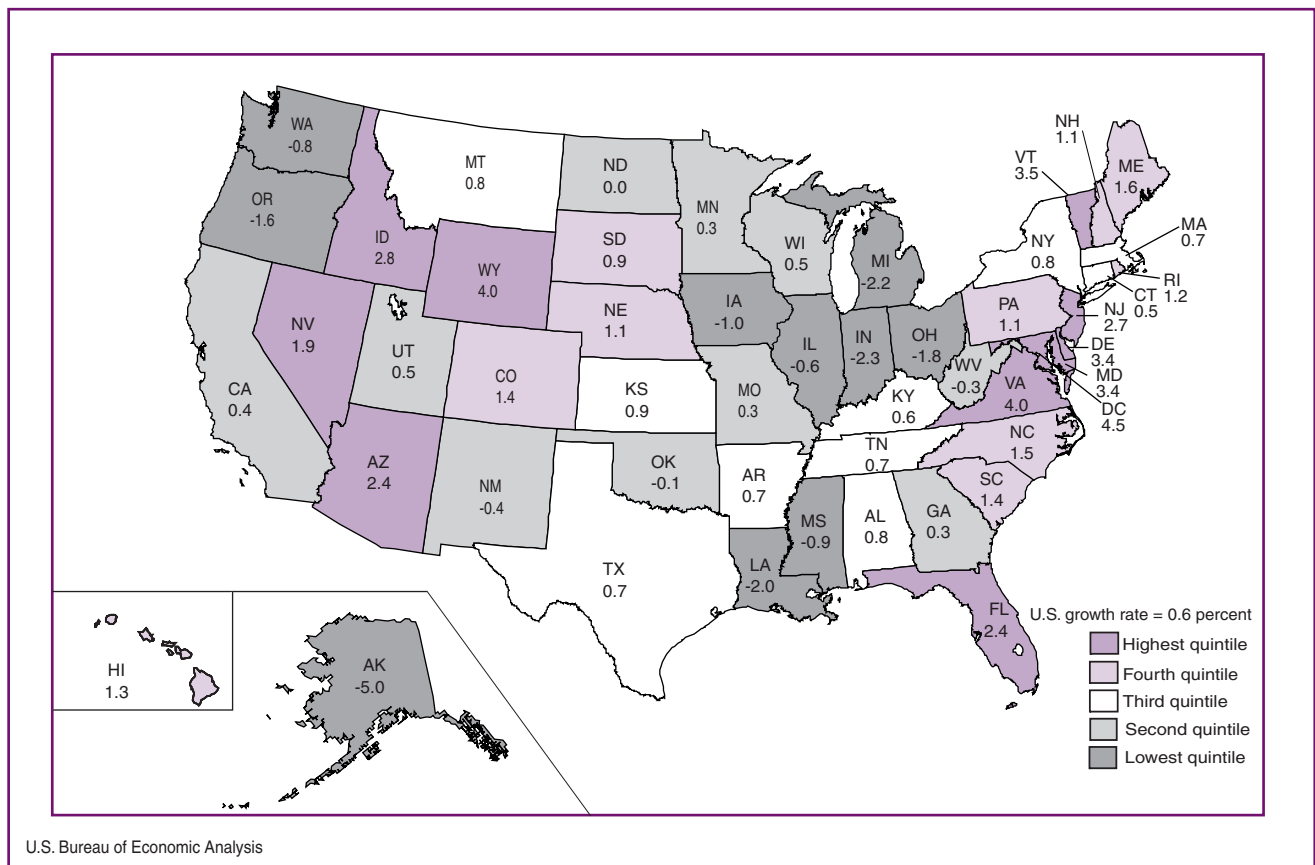 WA
-0.8
OR
-1.6
CA
0.4
ID
2.8
NV
1.9
MT
0.8
WY
4.0
UT
0.5
AZ
2.4
CO
1.4
NM
-0.4
ND
0.0
SD
0.9
NE
1.1
KS
0.9
OK
-0.1
TX
0.7
MN
0.3
IA
-1.0
MO
0.3
AR
0.7
LA
-2.0
WI
0.5
IL
-0.6
MI
-2.2
IN
-2.3
OH
-1.8
KY
0.6
TN
0.7
MS
-0.9
AL
0.8
GA
0.3
FL
2.4
SC
1.4
NC
1.5
VA
4.0
WV
-0.3
PA
1.1
NY
0.8
VT
3.5
NH
1.1
ME
1.6
MA
0.7
RI
1.2
CT
0.5
NJ
2.7
DE
3.4
MD
3.4
DC
4.5
HI
1.3
AK
-5.0
U.S. growth rate = 0.6 percent
Highest quintile
Fourth quintile
Third quintile
Second quintile
Lowest quintile
U.S. Bureau of Economic Analysis